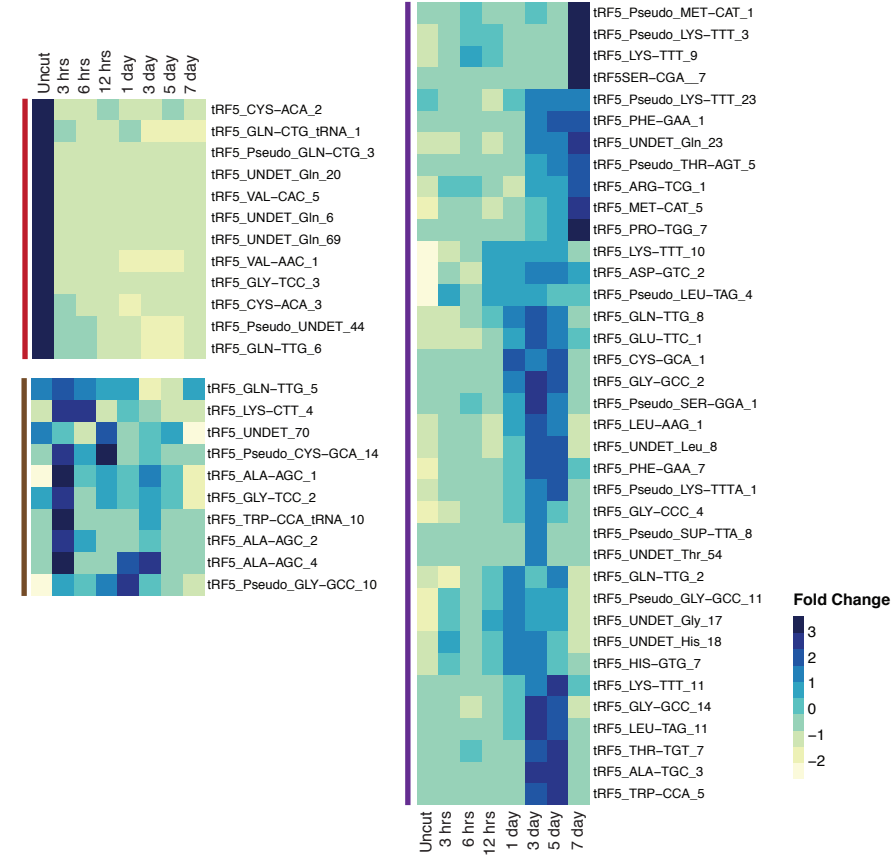 Uncut
3 hrs
6 hrs
12 hrs
1 day
3 day
5 day
7 day
tRF5_CYS−ACA_2
tRF5_GLN−CTG_tRNA_1
tRF5_Pseudo_GLN−CTG_3
tRF5_UNDET_Gln_20
tRF5_VAL−CAC_5
tRF5_UNDET_Gln_6
tRF5_UNDET_Gln_69
tRF5_VAL−AAC_1
tRF5_GLY−TCC_3
tRF5_CYS−ACA_3
tRF5_Pseudo_UNDET_44
tRF5_GLN−TTG_6
tRF5_GLN−TTG_5
tRF5_LYS−CTT_4
tRF5_UNDET_70
tRF5_Pseudo_CYS−GCA_14
tRF5_ALA−AGC_1
tRF5_GLY−TCC_2
tRF5_TRP−CCA_tRNA_10
tRF5_ALA−AGC_2
tRF5_ALA−AGC_4
tRF5_Pseudo_GLY−GCC_10
tRF5_Pseudo_MET−CAT_1
tRF5_Pseudo_LYS−TTT_3
tRF5_LYS−TTT_9
tRF5SER−CGA__7
tRF5_Pseudo_LYS−TTT_23
tRF5_PHE−GAA_1
tRF5_UNDET_Gln_23
tRF5_Pseudo_THR−AGT_5
tRF5_ARG−TCG_1
tRF5_MET−CAT_5
tRF5_PRO−TGG_7
tRF5_LYS−TTT_10
tRF5_ASP−GTC_2
tRF5_Pseudo_LEU−TAG_4
tRF5_GLN−TTG_8
tRF5_GLU−TTC_1
tRF5_CYS−GCA_1
tRF5_GLY−GCC_2
tRF5_Pseudo_SER−GGA_1
tRF5_LEU−AAG_1
tRF5_UNDET_Leu_8
tRF5_PHE−GAA_7
tRF5_Pseudo_LYS−TTTA_1
tRF5_GLY−CCC_4
tRF5_Pseudo_SUP−TTA_8
tRF5_UNDET_Thr_54
tRF5_GLN−TTG_2
tRF5_Pseudo_GLY−GCC_11
tRF5_UNDET_Gly_17
tRF5_UNDET_His_18
tRF5_HIS−GTG_7
tRF5_LYS−TTT_11
tRF5_GLY−GCC_14
tRF5_LEU−TAG_11
tRF5_THR−TGT_7
tRF5_ALA−TGC_3
tRF5_TRP−CCA_5
Uncut
3 hrs
6 hrs
12 hrs
1 day
3 day
5 day
7 day
Fold Change
3
2
1
0
−1
−2